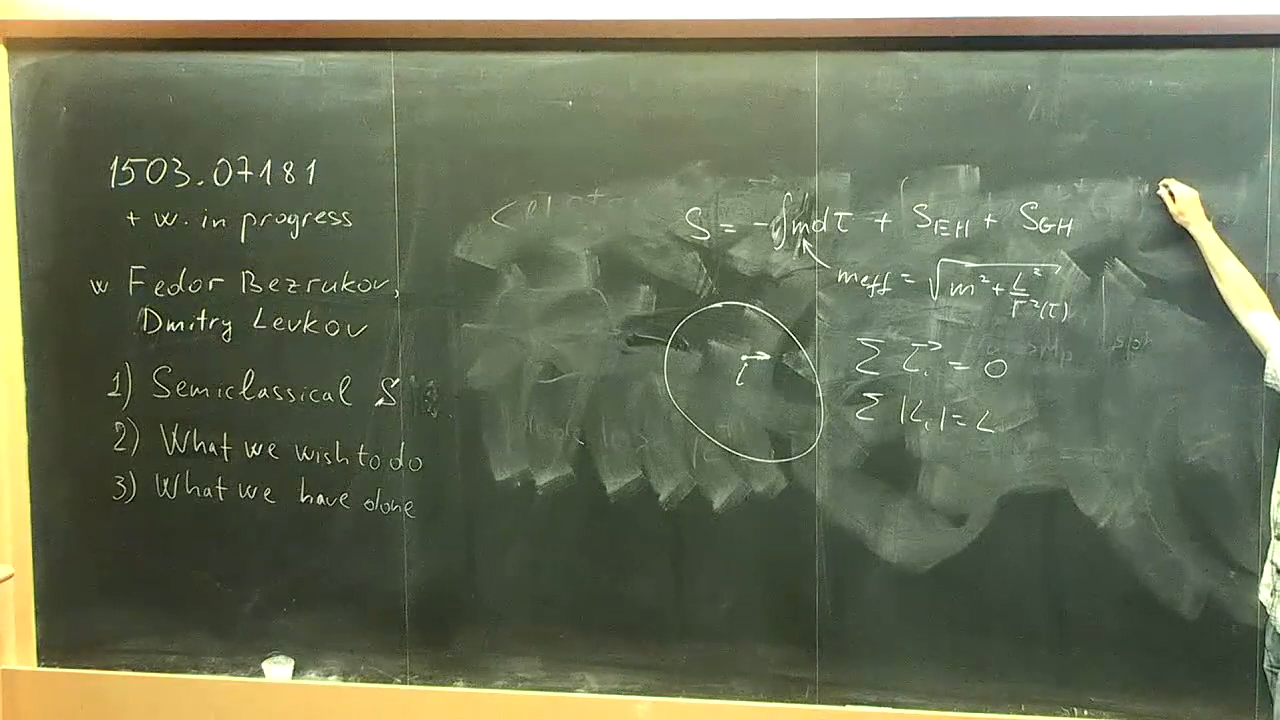 1503.07181
+ w. in progress
w Fedor Bezrukov,
Dmitry Levkov
1) Semiclassical S
2) What we wish to do
3) What we have done
S = -∫mdτ + S_EH + S_GH
m_eff = √(m² + L²/r²(τ))
Σ L⃗ᵢ = 0
Σ |Lᵢ| = L